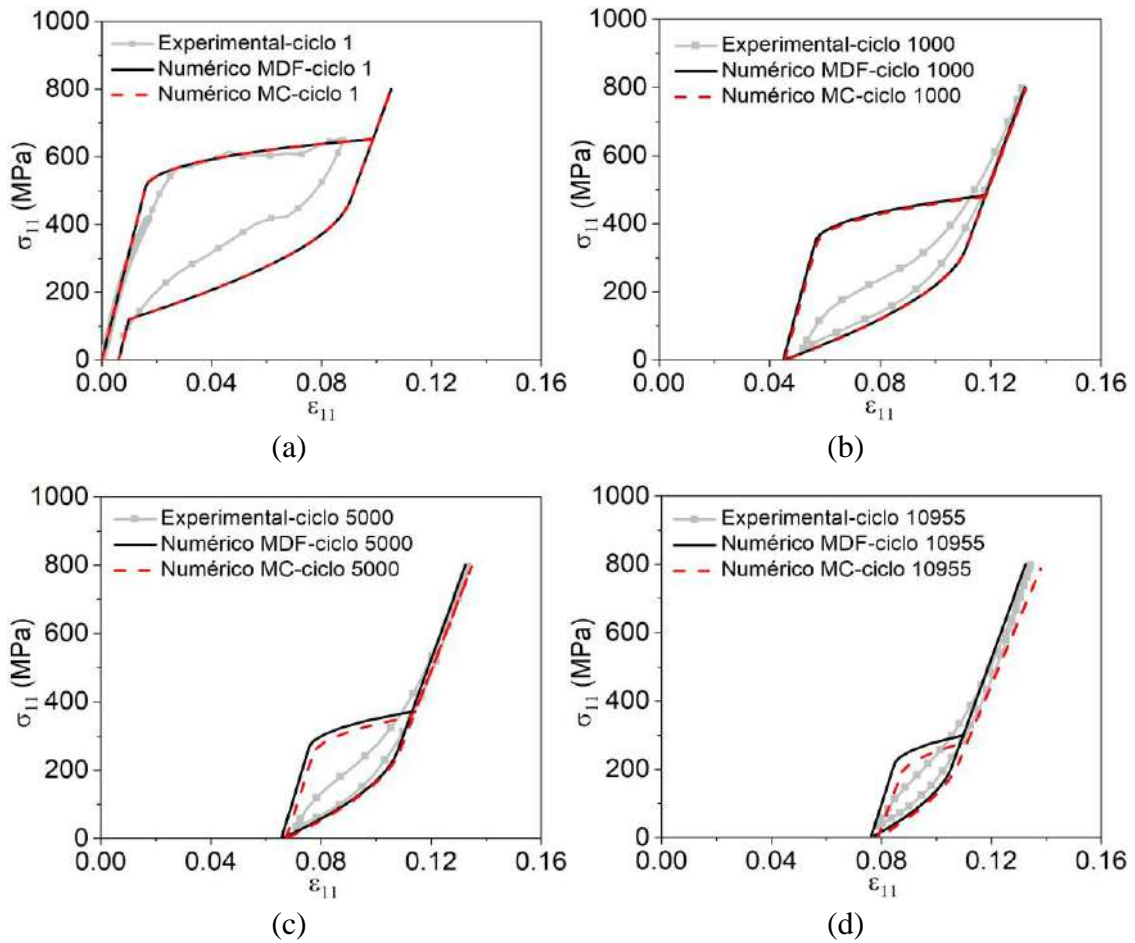 1000
800
600
400
200
0
σ11 (MPa)
Experimental-ciclo 1
Numérico MDF-ciclo 1
Numérico MC-ciclo 1
0.00 0.04 0.08 0.12 0.16
ε11
(a)
1000
800
600
400
200
0
σ11 (MPa)
Experimental-ciclo 1000
Numérico MDF-ciclo 1000
Numérico MC-ciclo 1000
0.00 0.04 0.08 0.12 0.16
ε11
(b)
1000
800
600
400
200
0
σ11 (MPa)
Experimental-ciclo 5000
Numérico MDF-ciclo 5000
Numérico MC-ciclo 5000
0.00 0.04 0.08 0.12 0.16
ε11
(c)
1000
800
600
400
200
0
σ11 (MPa)
Experimental-ciclo 10955
Numérico MDF-ciclo 10955
Numérico MC-ciclo 10955
0.00 0.04 0.08 0.12 0.16
ε11
(d)